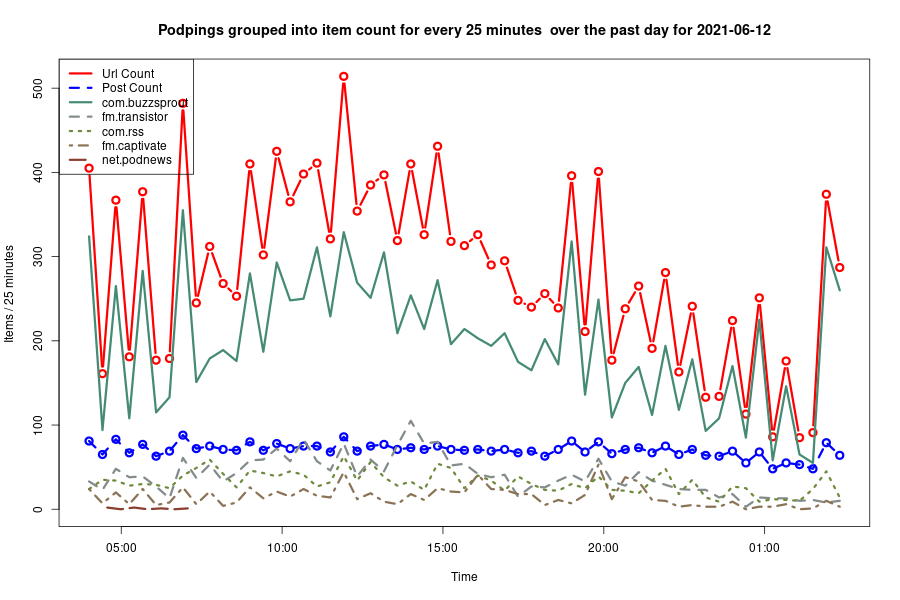 Podpings grouped into item count for every 25 minutes  over the past day for 2021-06-12
Url Count
Post Count
com.buzzsprout
fm.transistor
com.rss
fm.captivate
net.podnews
Items / 25 minutes
500
400
300
200
100
0
05:00
10:00
15:00
20:00
01:00
Time